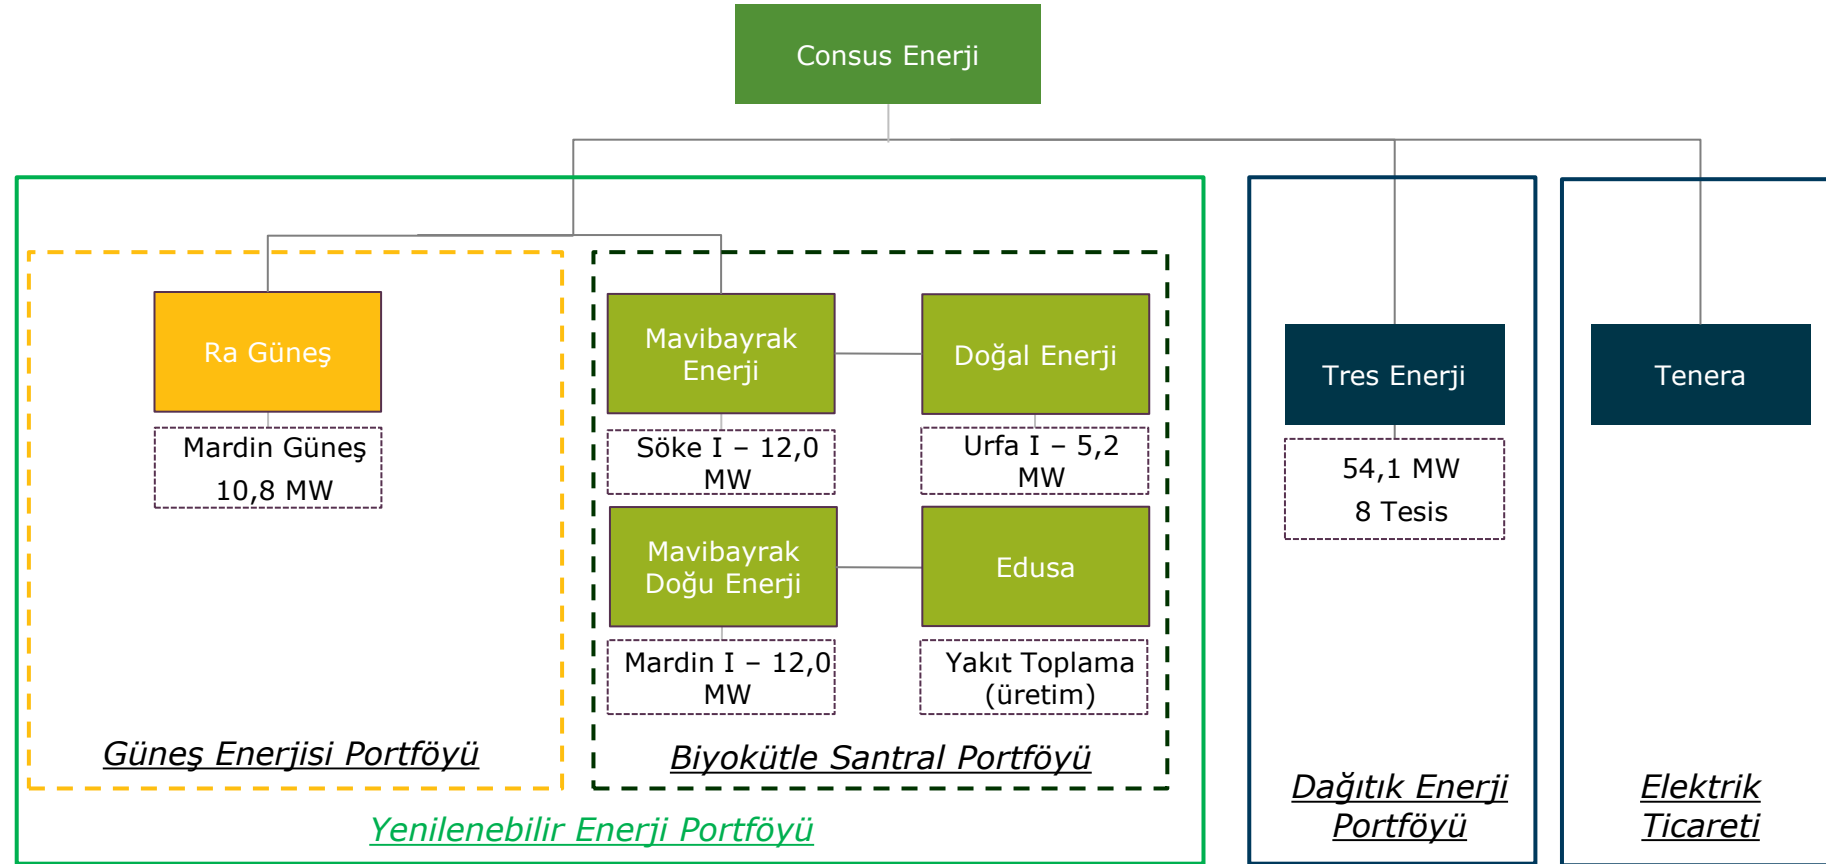 Consus Enerji
Ra Güneş
Mardin Güneş
10,8 MW
Güneş Enerjisi Portföyü
Mavibayrak
Enerji
Söke I – 12,0
MW
Doğal Enerji
Urfa I – 5,2
MW
Mavibayrak
Doğu Enerji
Mardin I – 12,0
MW
Edusa
Yakıt Toplama
(üretim)
Biyokütle Santral Portföyü
Yenilenebilir Enerji Portföyü
Tres Enerji
54,1 MW
8 Tesis
Dağıtık Enerji
Portföyü
Tenera
Elektrik
Ticareti